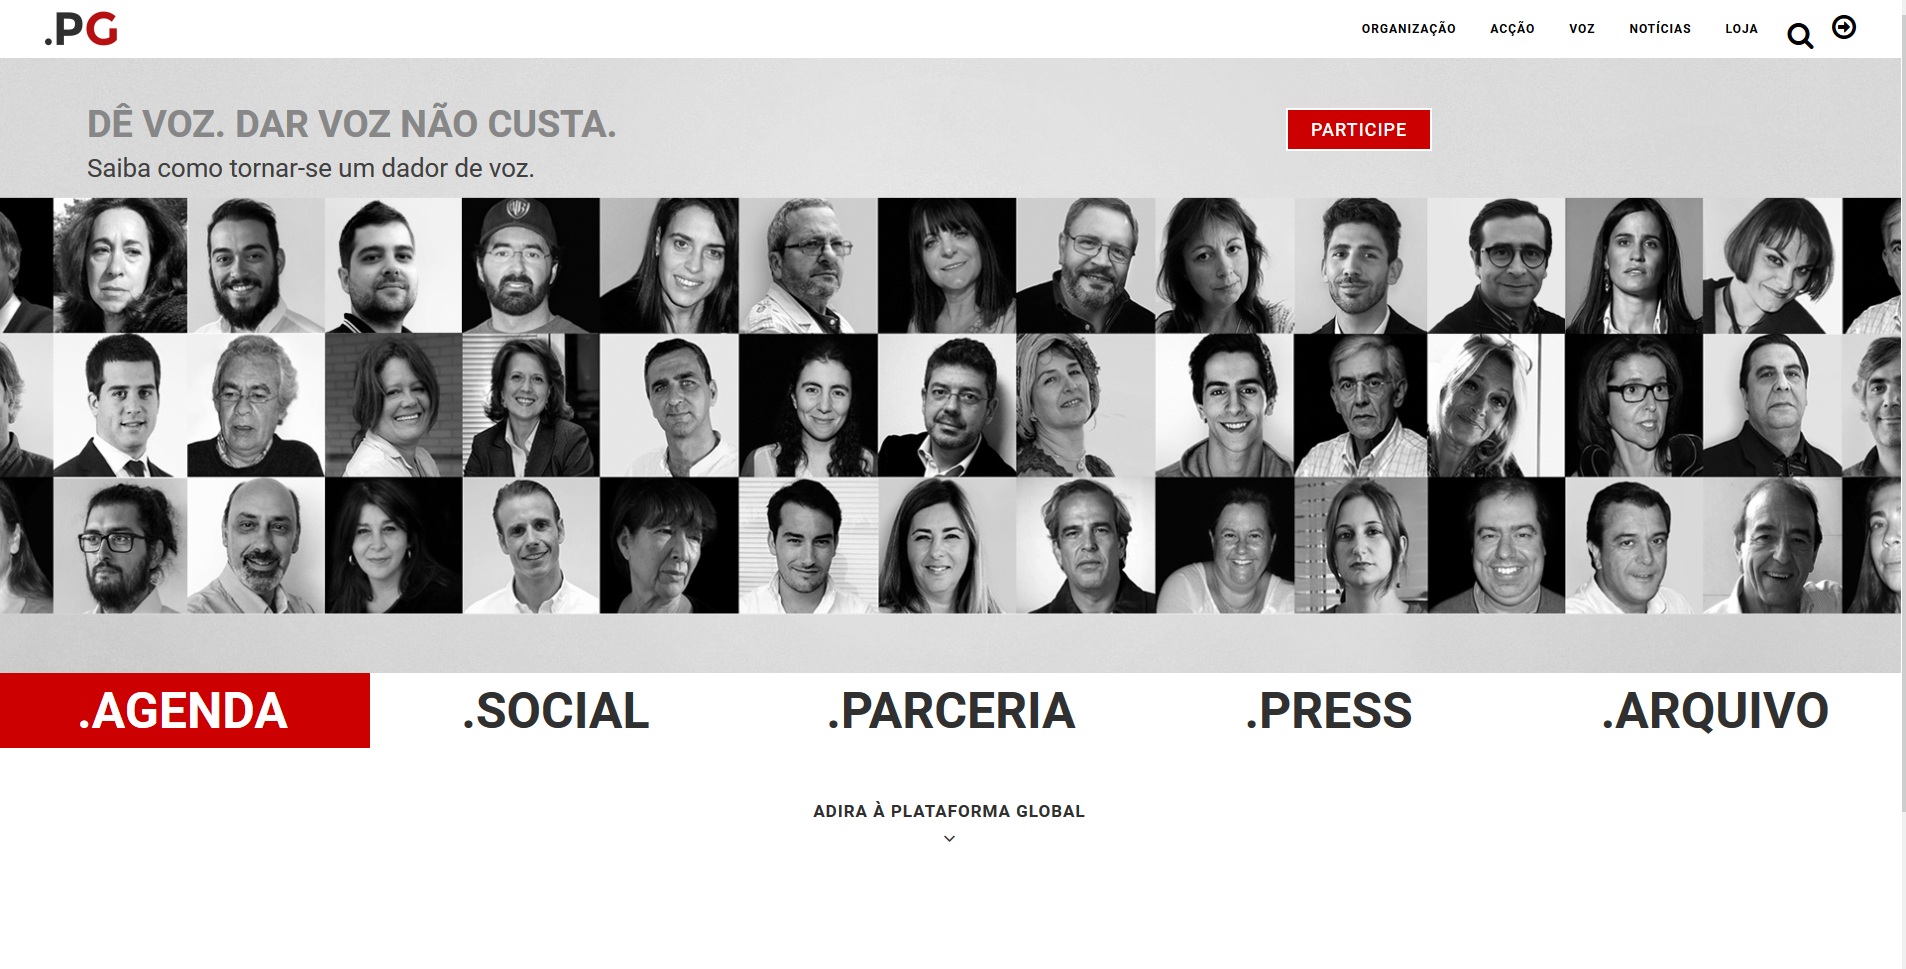 .PG
ORGANIZAÇÃO ACÇÃO VOZ NOTÍCIAS LOJA
DÊ VOZ. DAR VOZ NÃO CUSTA.
PARTICIPE
Saiba como tornar-se um dador de voz.
.AGENDA .SOCIAL .PARCERIA .PRESS .ARQUIVO
ADIRA À PLATAFORMA GLOBAL